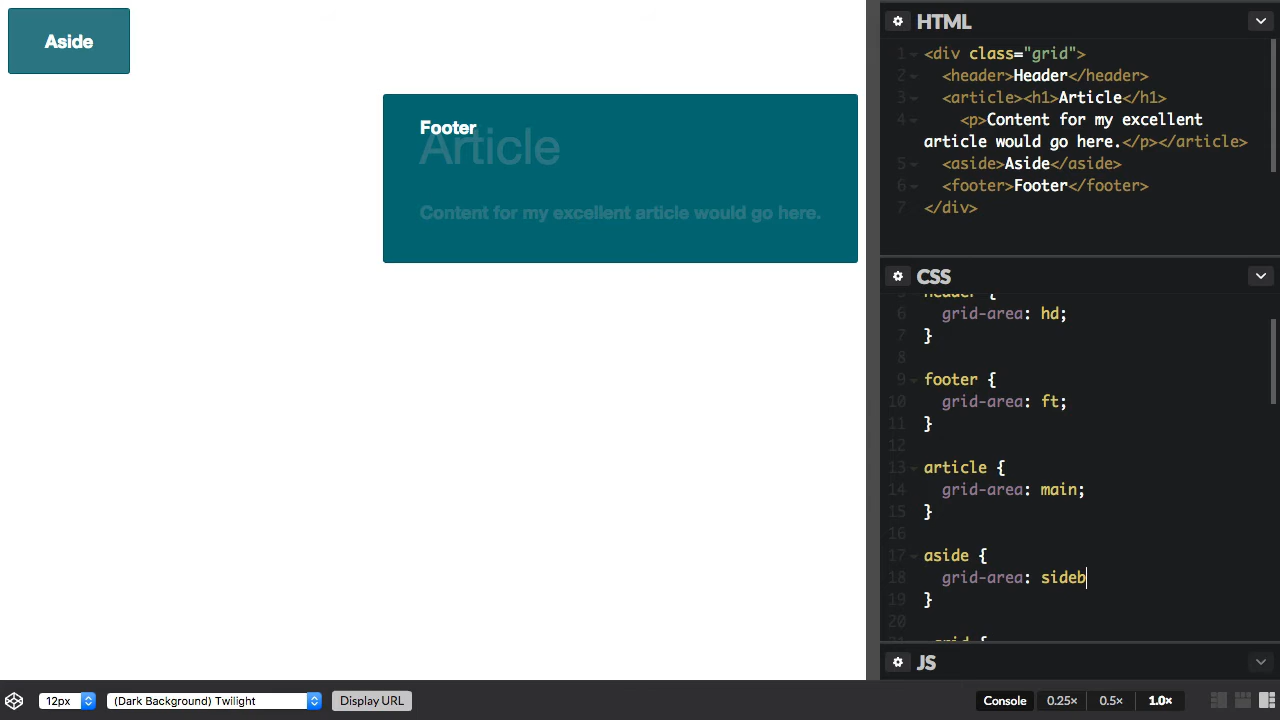 Aside
Footer
Article
Content for my excellent article would go here.
HTML
1 <div class="grid">
2 <header>Header</header>
3 <article><h1>Article</h1>
4 <p>Content for my excellent
article would go here.</p></article>
5 <aside>Aside</aside>
6 <footer>Footer</footer>
7 </div>
CSS
5 header {
6 grid-area: hd;
7 }
8
9 footer {
10 grid-area: ft;
11 }
12
13 article {
14 grid-area: main;
15 }
16
17 aside {
18 grid-area: sideb
19 }
20
21 .grid {
JS
12px
(Dark Background) Twilight
Display URL
Console
0.25×
0.5×
1.0×